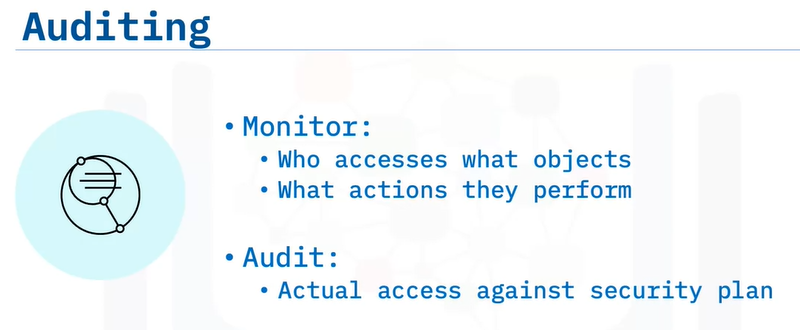 Auditing
• Monitor:
• Who accesses what objects
• What actions they perform
• Audit:
• Actual access against security plan